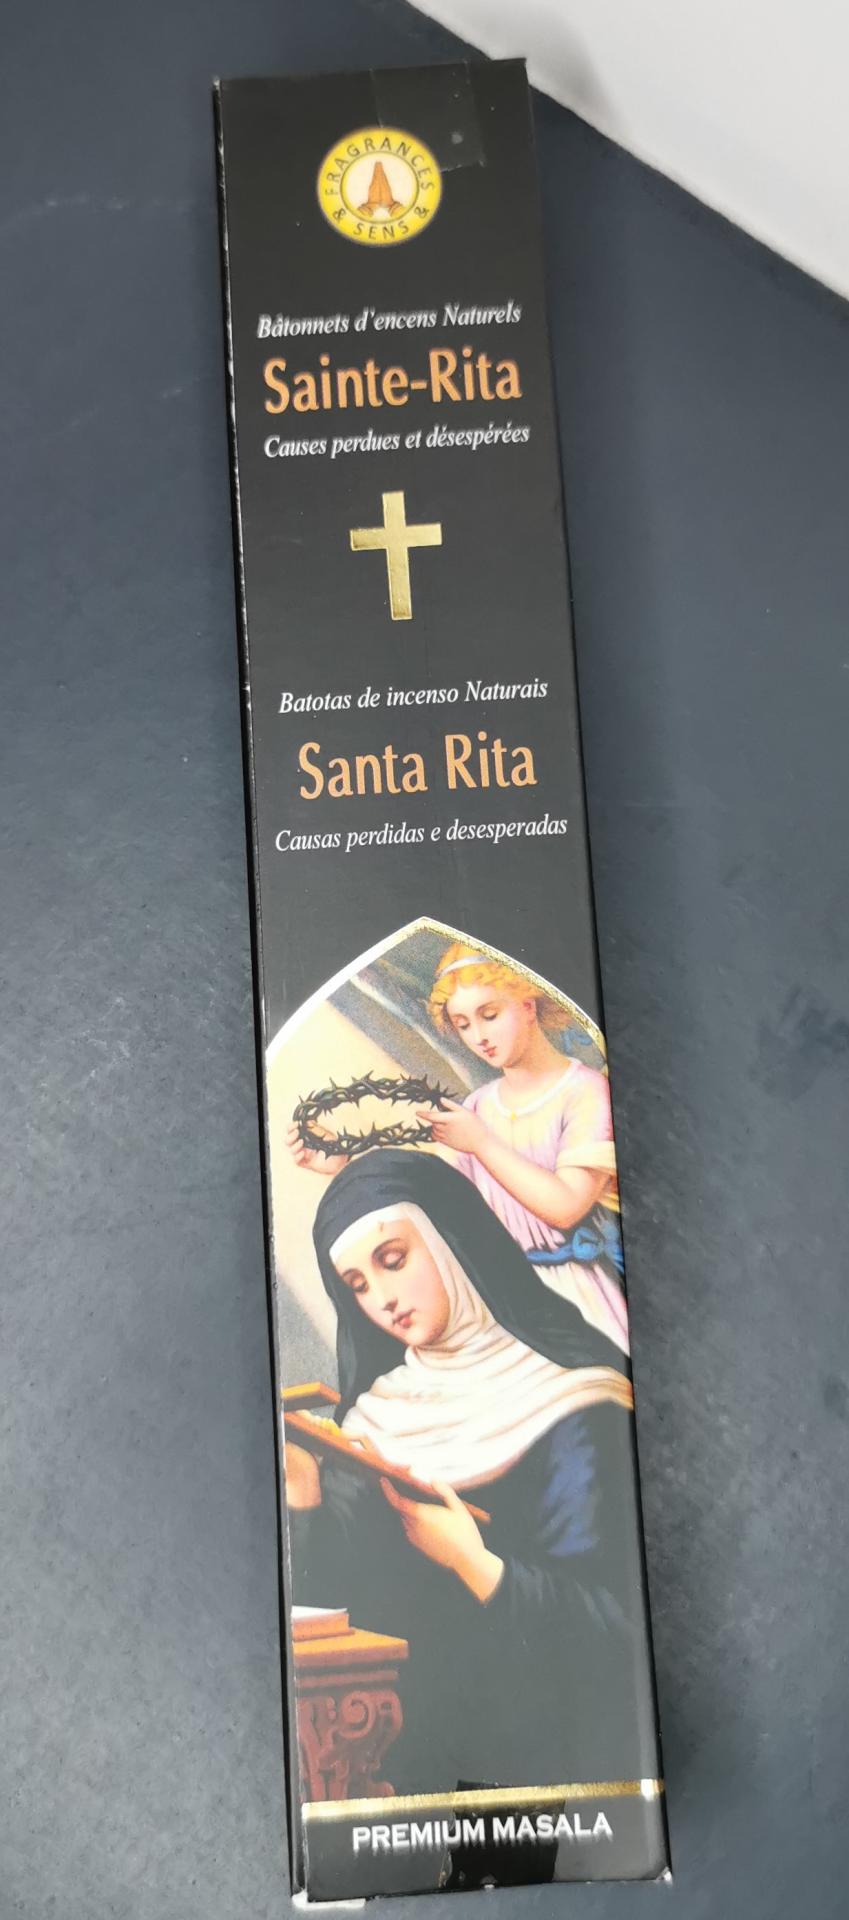 FRAGRANCES
& SENS &
Bâtonnets d'encens Naturels
Sainte-Rita
Causes perdues et désespérées
Batotas de incenso Naturais
Santa Rita
Causas perdidas e desesperadas
PREMIUM MASALA